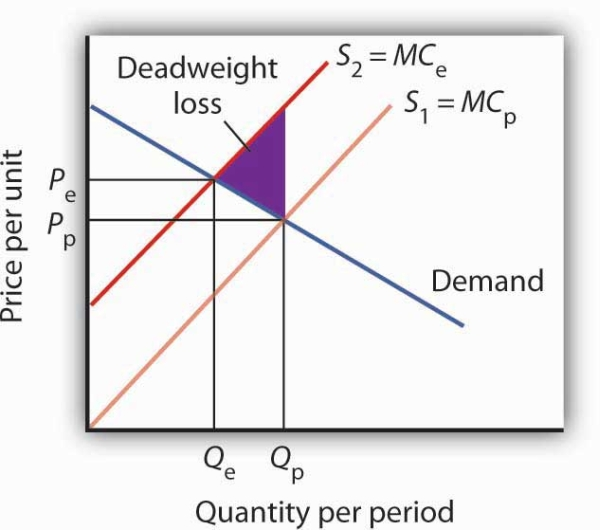 Deadweight
loss
S₂ = MCₑ
S₁ = MCₚ
Pₑ
Pₚ
Price per unit
Demand
Qₑ
Qₚ
Quantity per period